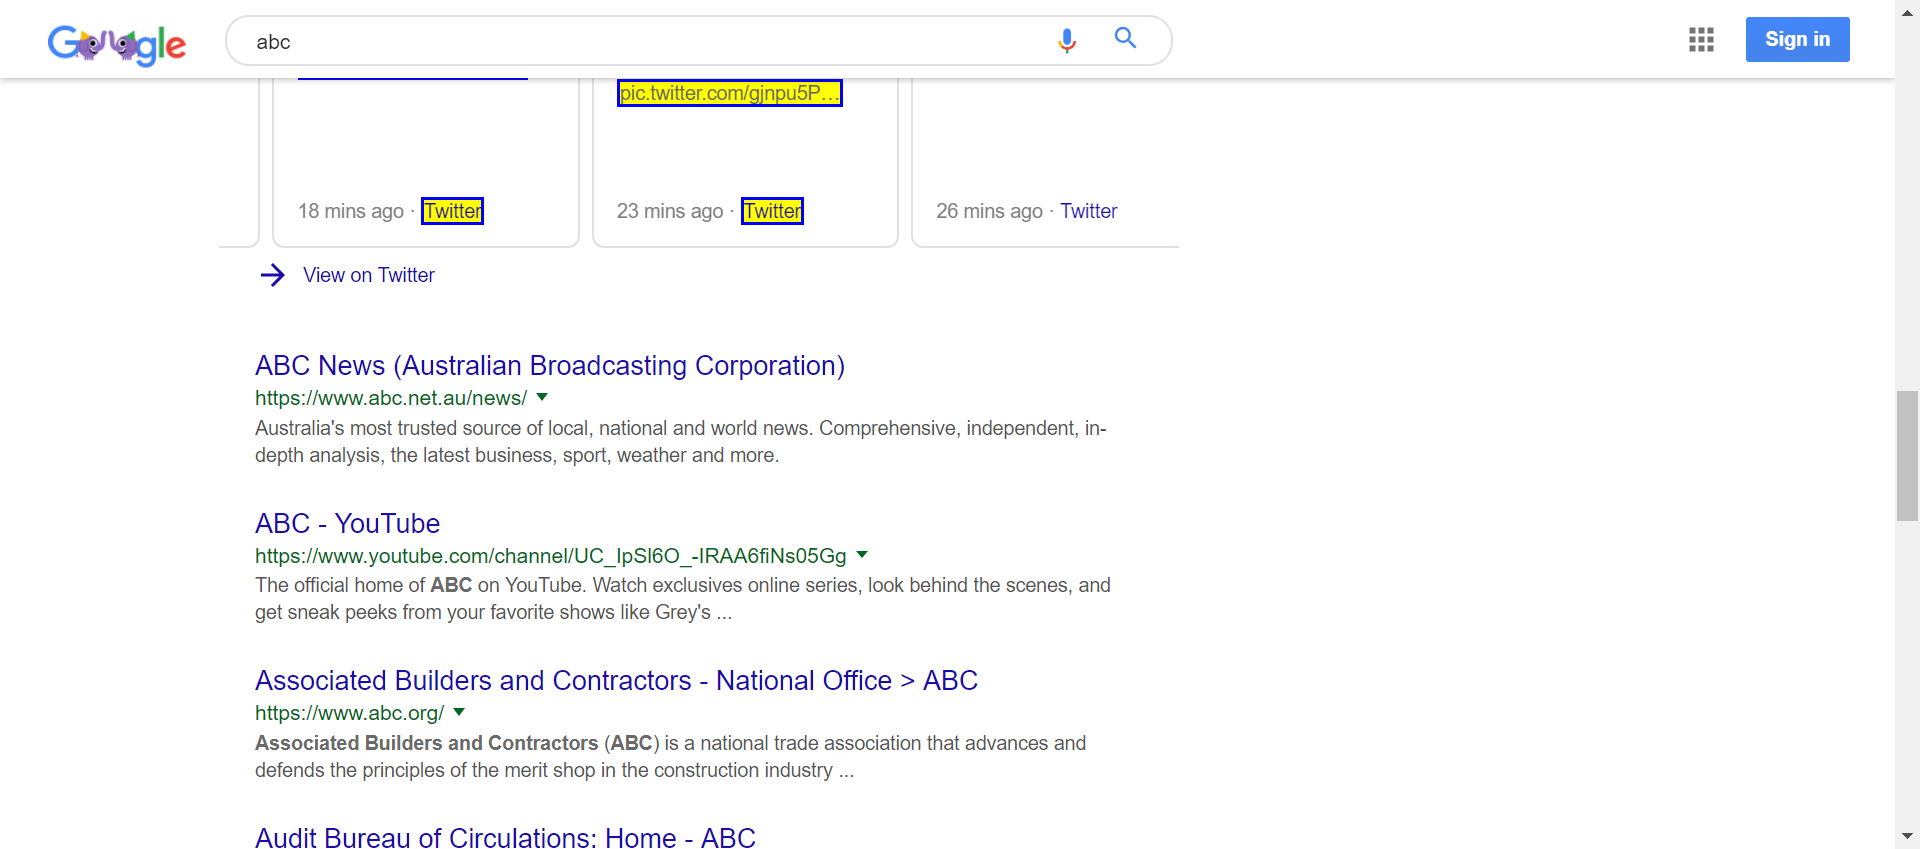 Google
abc
Sign in
pic.twitter.com/gjnpu5P...
18 mins ago · Twitter
23 mins ago · Twitter
26 mins ago · Twitter
View on Twitter
ABC News (Australian Broadcasting Corporation)
https://www.abc.net.au/news/
Australia's most trusted source of local, national and world news. Comprehensive, independent, in-
depth analysis, the latest business, sport, weather and more.
ABC - YouTube
https://www.youtube.com/channel/UC_IpSl6O_-IRAA6fiNs05Gg
The official home of ABC on YouTube. Watch exclusives online series, look behind the scenes, and
get sneak peeks from your favorite shows like Grey's ...
Associated Builders and Contractors - National Office > ABC
https://www.abc.org/
Associated Builders and Contractors (ABC) is a national trade association that advances and
defends the principles of the merit shop in the construction industry ...
Audit Bureau of Circulations: Home - ABC